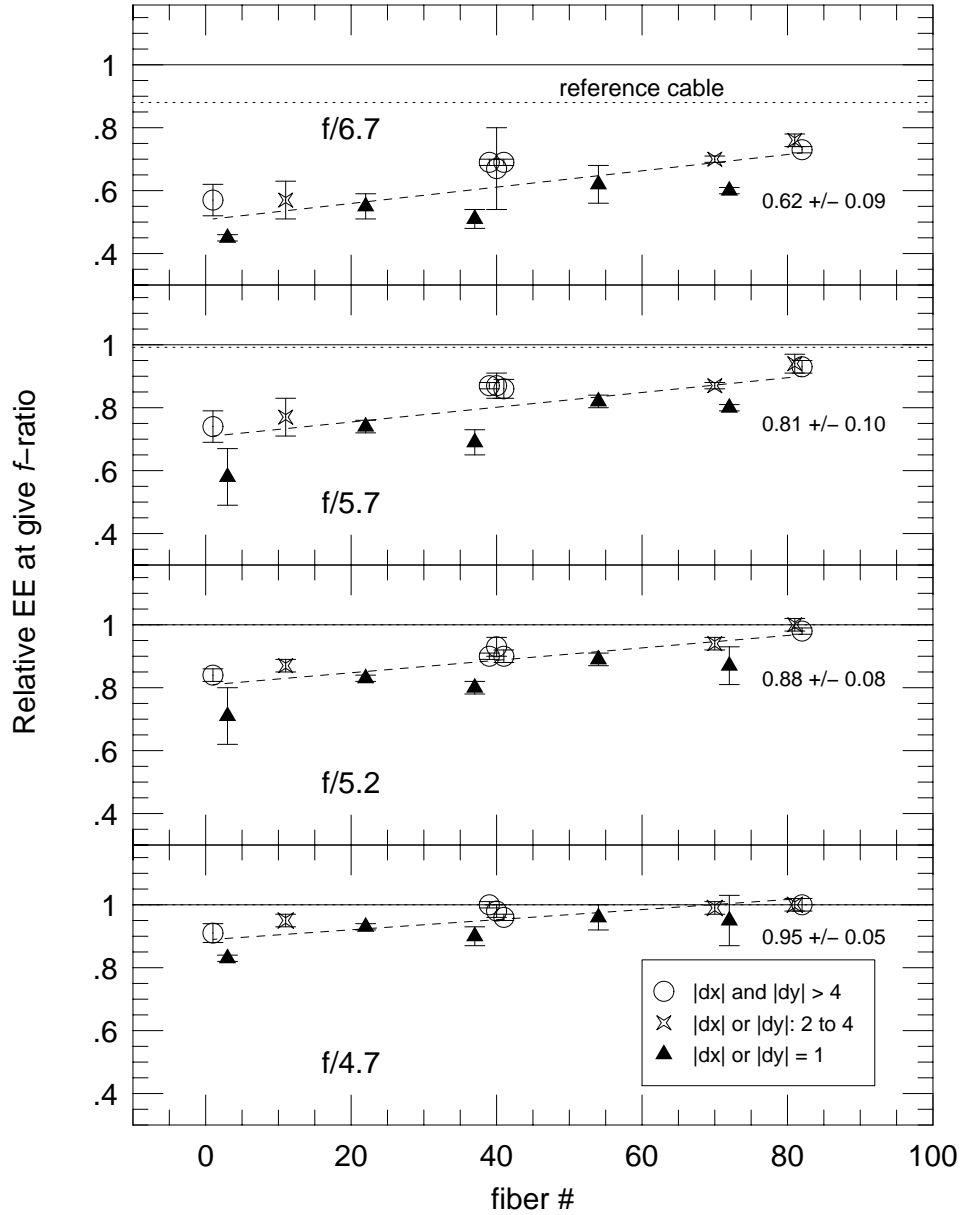 1
.8
.6
.4
reference cable
f/6.7
0.62 +/− 0.09
1
.8
.6
.4
f/5.7
0.81 +/− 0.10
Relative EE at give f−ratio
1
.8
.6
.4
f/5.2
0.88 +/− 0.08
1
.8
.6
.4
f/4.7
0.95 +/− 0.05
|dx| and |dy| > 4
|dx| or |dy|: 2 to 4
|dx| or |dy| = 1
0 20 40 60 80 100
fiber #